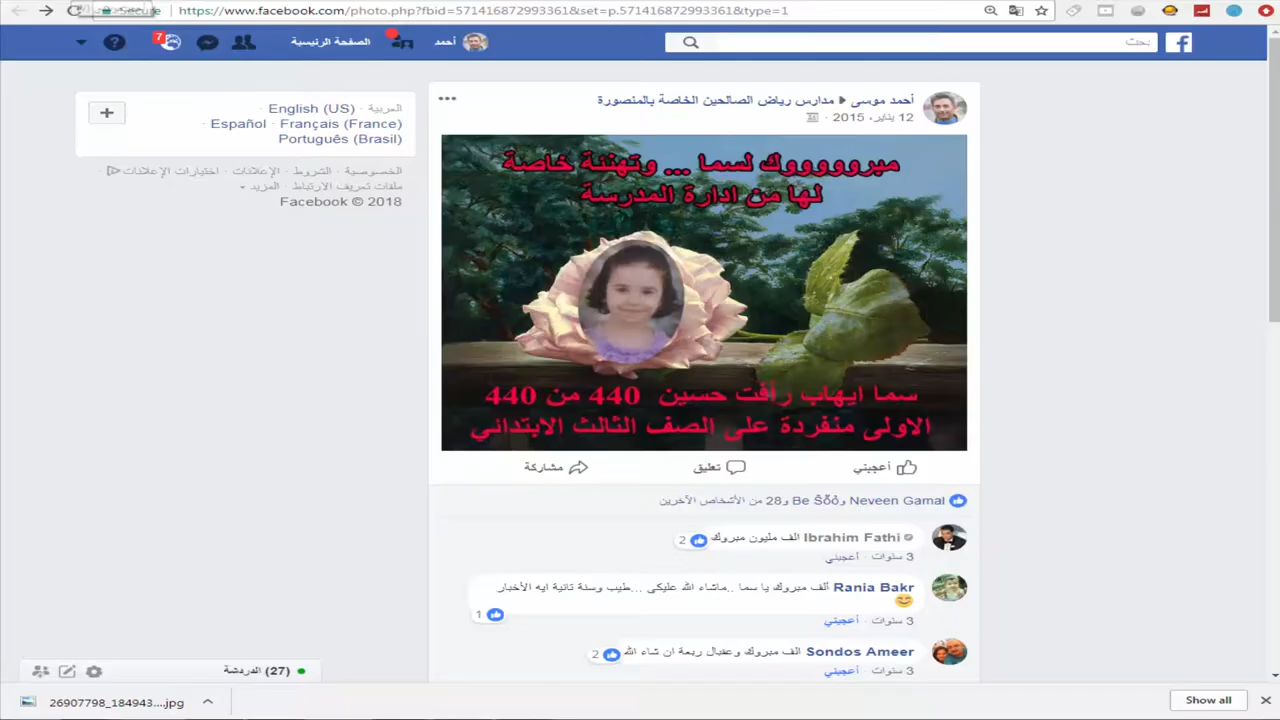 Secure
https://www.facebook.com/photo.php?fbid=571416872993361&set=p.571416872993361&type=1
بحث
أحمد
الصفحة الرئيسية
7
أحمد موسى ◂ مدارس رياض الصالحين الخاصة بالمنصورة
12 يناير، 2015 ·
مبروووووك لسما ... وتهنئة خاصة
لها من ادارة المدرسة
سما ايهاب رأفت حسين 440 من 440
الاولى منفردة على الصف الثالث الابتدائي
أعجبني
تعليق
مشاركة
Neveen Gamal و Be Ŝőő و28 من الأشخاص الآخرين
Ibrahim Fathi الف مليون مبروك
2
أعجبني · 3 سنوات
Rania Bakr ألف مبروك يا سما ..ماشاء الله عليكى ...طيب وسنة تانية ايه الأخبار
1
أعجبني · 3 سنوات
Sondos Ameer الف مبروك وعقبال ربعة ان شاء الله
2
أعجبني · 3 سنوات
العربية · English (US) ·
Español · Français (France)
Português (Brasil)
الخصوصية · الشروط · الإعلانات · اختيارات الإعلانات
ملفات تعريف الارتباط · المزيد
Facebook © 2018
الدردشة (27)
26907798_184943....jpg
Show all